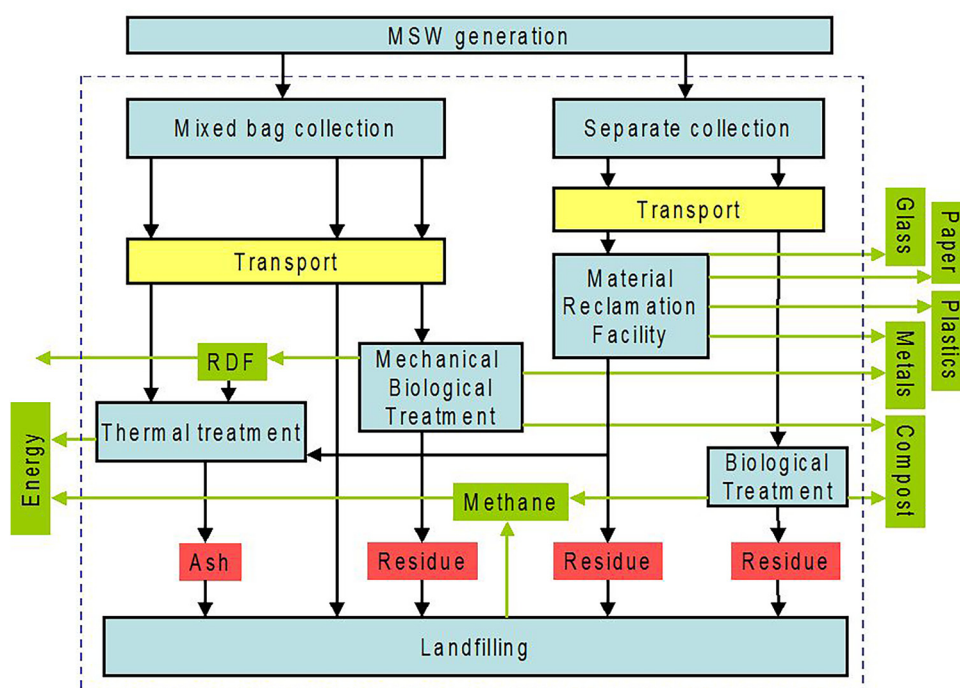 MSW generation
Mixed bag collection
Separate collection
Transport
Glass
Paper
Transport
Material
Reclamation
Facility
Plastics
Metals
RDF
Mechanical
Biological
Treatment
Thermal treatment
Energy
Compost
Biological
Treatment
Methane
Ash
Residue
Residue
Residue
Landfilling